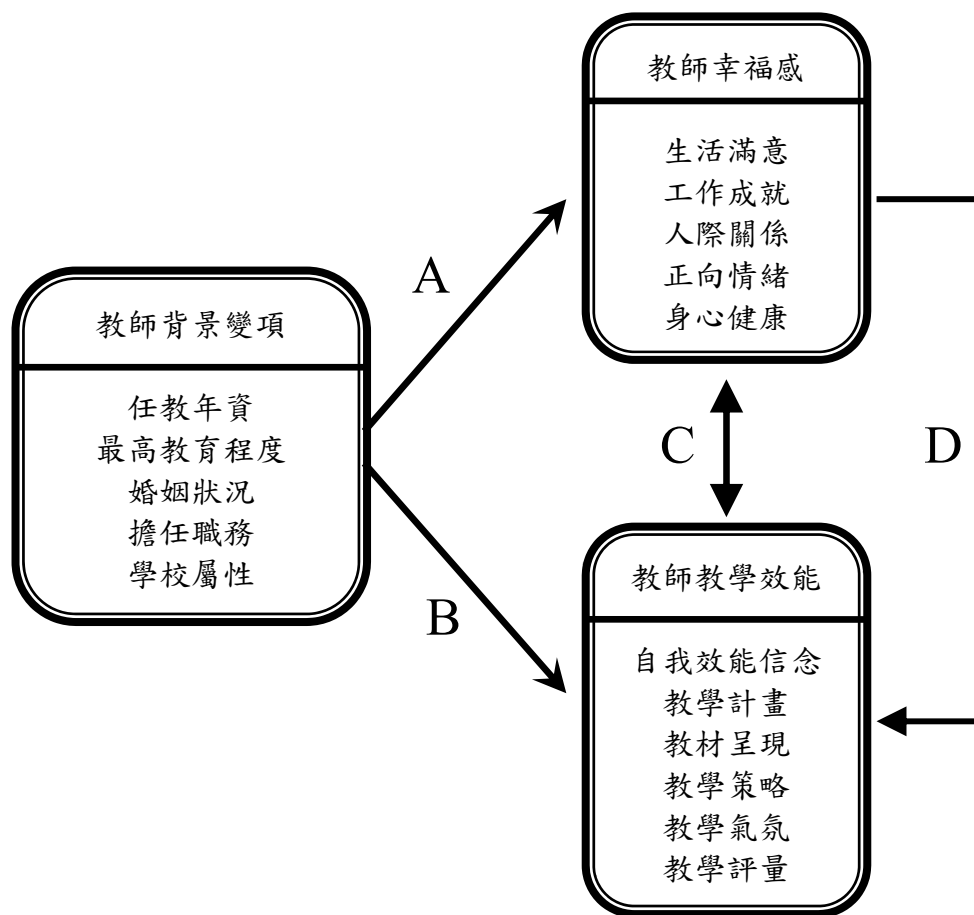 教師幸福感
生活滿意
工作成就
人際關係
正向情緒
身心健康
A
教師背景變項
任教年資
最高教育程度
婚姻狀況
擔任職務
學校屬性
C
D
B
教師教學效能
自我效能信念
教學計畫
教材呈現
教學策略
教學氣氛
教學評量